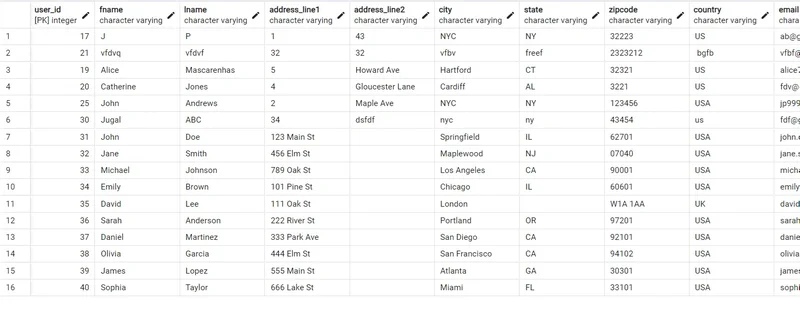 user_id fname lname address_line1 address_line2 city state zipcode country email
[PK] integer character varying character varying character varying character varying character varying character varying character varying character varying charac
1 17 J P 1 43 NYC NY 32223 US ab@g
2 21 vfdvq vfdvf 32 32 vfbv freef 2323212 bgfb vfbf@
3 19 Alice Mascarenhas 5 Howard Ave Hartford CT 32321 US alice7
4 20 Catherine Jones 4 Gloucester Lane Cardiff AL 3221 US fdv@
5 25 John Andrews 2 Maple Ave NYC NY 123456 USA jp999
6 30 Jugal ABC 34 dsfdf nyc ny 43454 us fdf@g
7 31 John Doe 123 Main St Springfield IL 62701 USA john.
8 32 Jane Smith 456 Elm St Maplewood NJ 07040 USA jane.s
9 33 Michael Johnson 789 Oak St Los Angeles CA 90001 USA micha
10 34 Emily Brown 101 Pine St Chicago IL 60601 USA emily
11 35 David Lee 111 Oak St London W1A 1AA UK david
12 36 Sarah Anderson 222 River St Portland OR 97201 USA sarah
13 37 Daniel Martinez 333 Park Ave San Diego CA 92101 USA danie
14 38 Olivia Garcia 444 Elm St San Francisco CA 94102 USA olivia
15 39 James Lopez 555 Main St Atlanta GA 30301 USA james
16 40 Sophia Taylor 666 Lake St Miami FL 33101 USA sophi